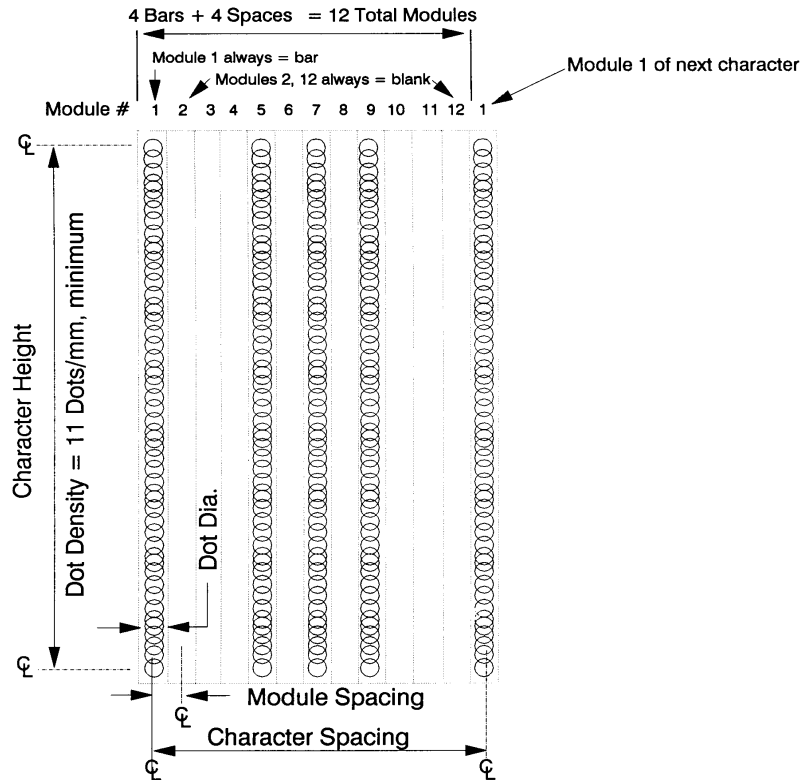 4 Bars + 4 Spaces = 12 Total Modules
Module 1 always = bar
Modules 2, 12 always = blank
Module 1 of next character
Module # 1 2 3 4 5 6 7 8 9 10 11 12 1
℄
Character Height
Dot Density = 11 Dots/mm, minimum
Dot Dia.
℄
Module Spacing
℄
Character Spacing
℄ ℄